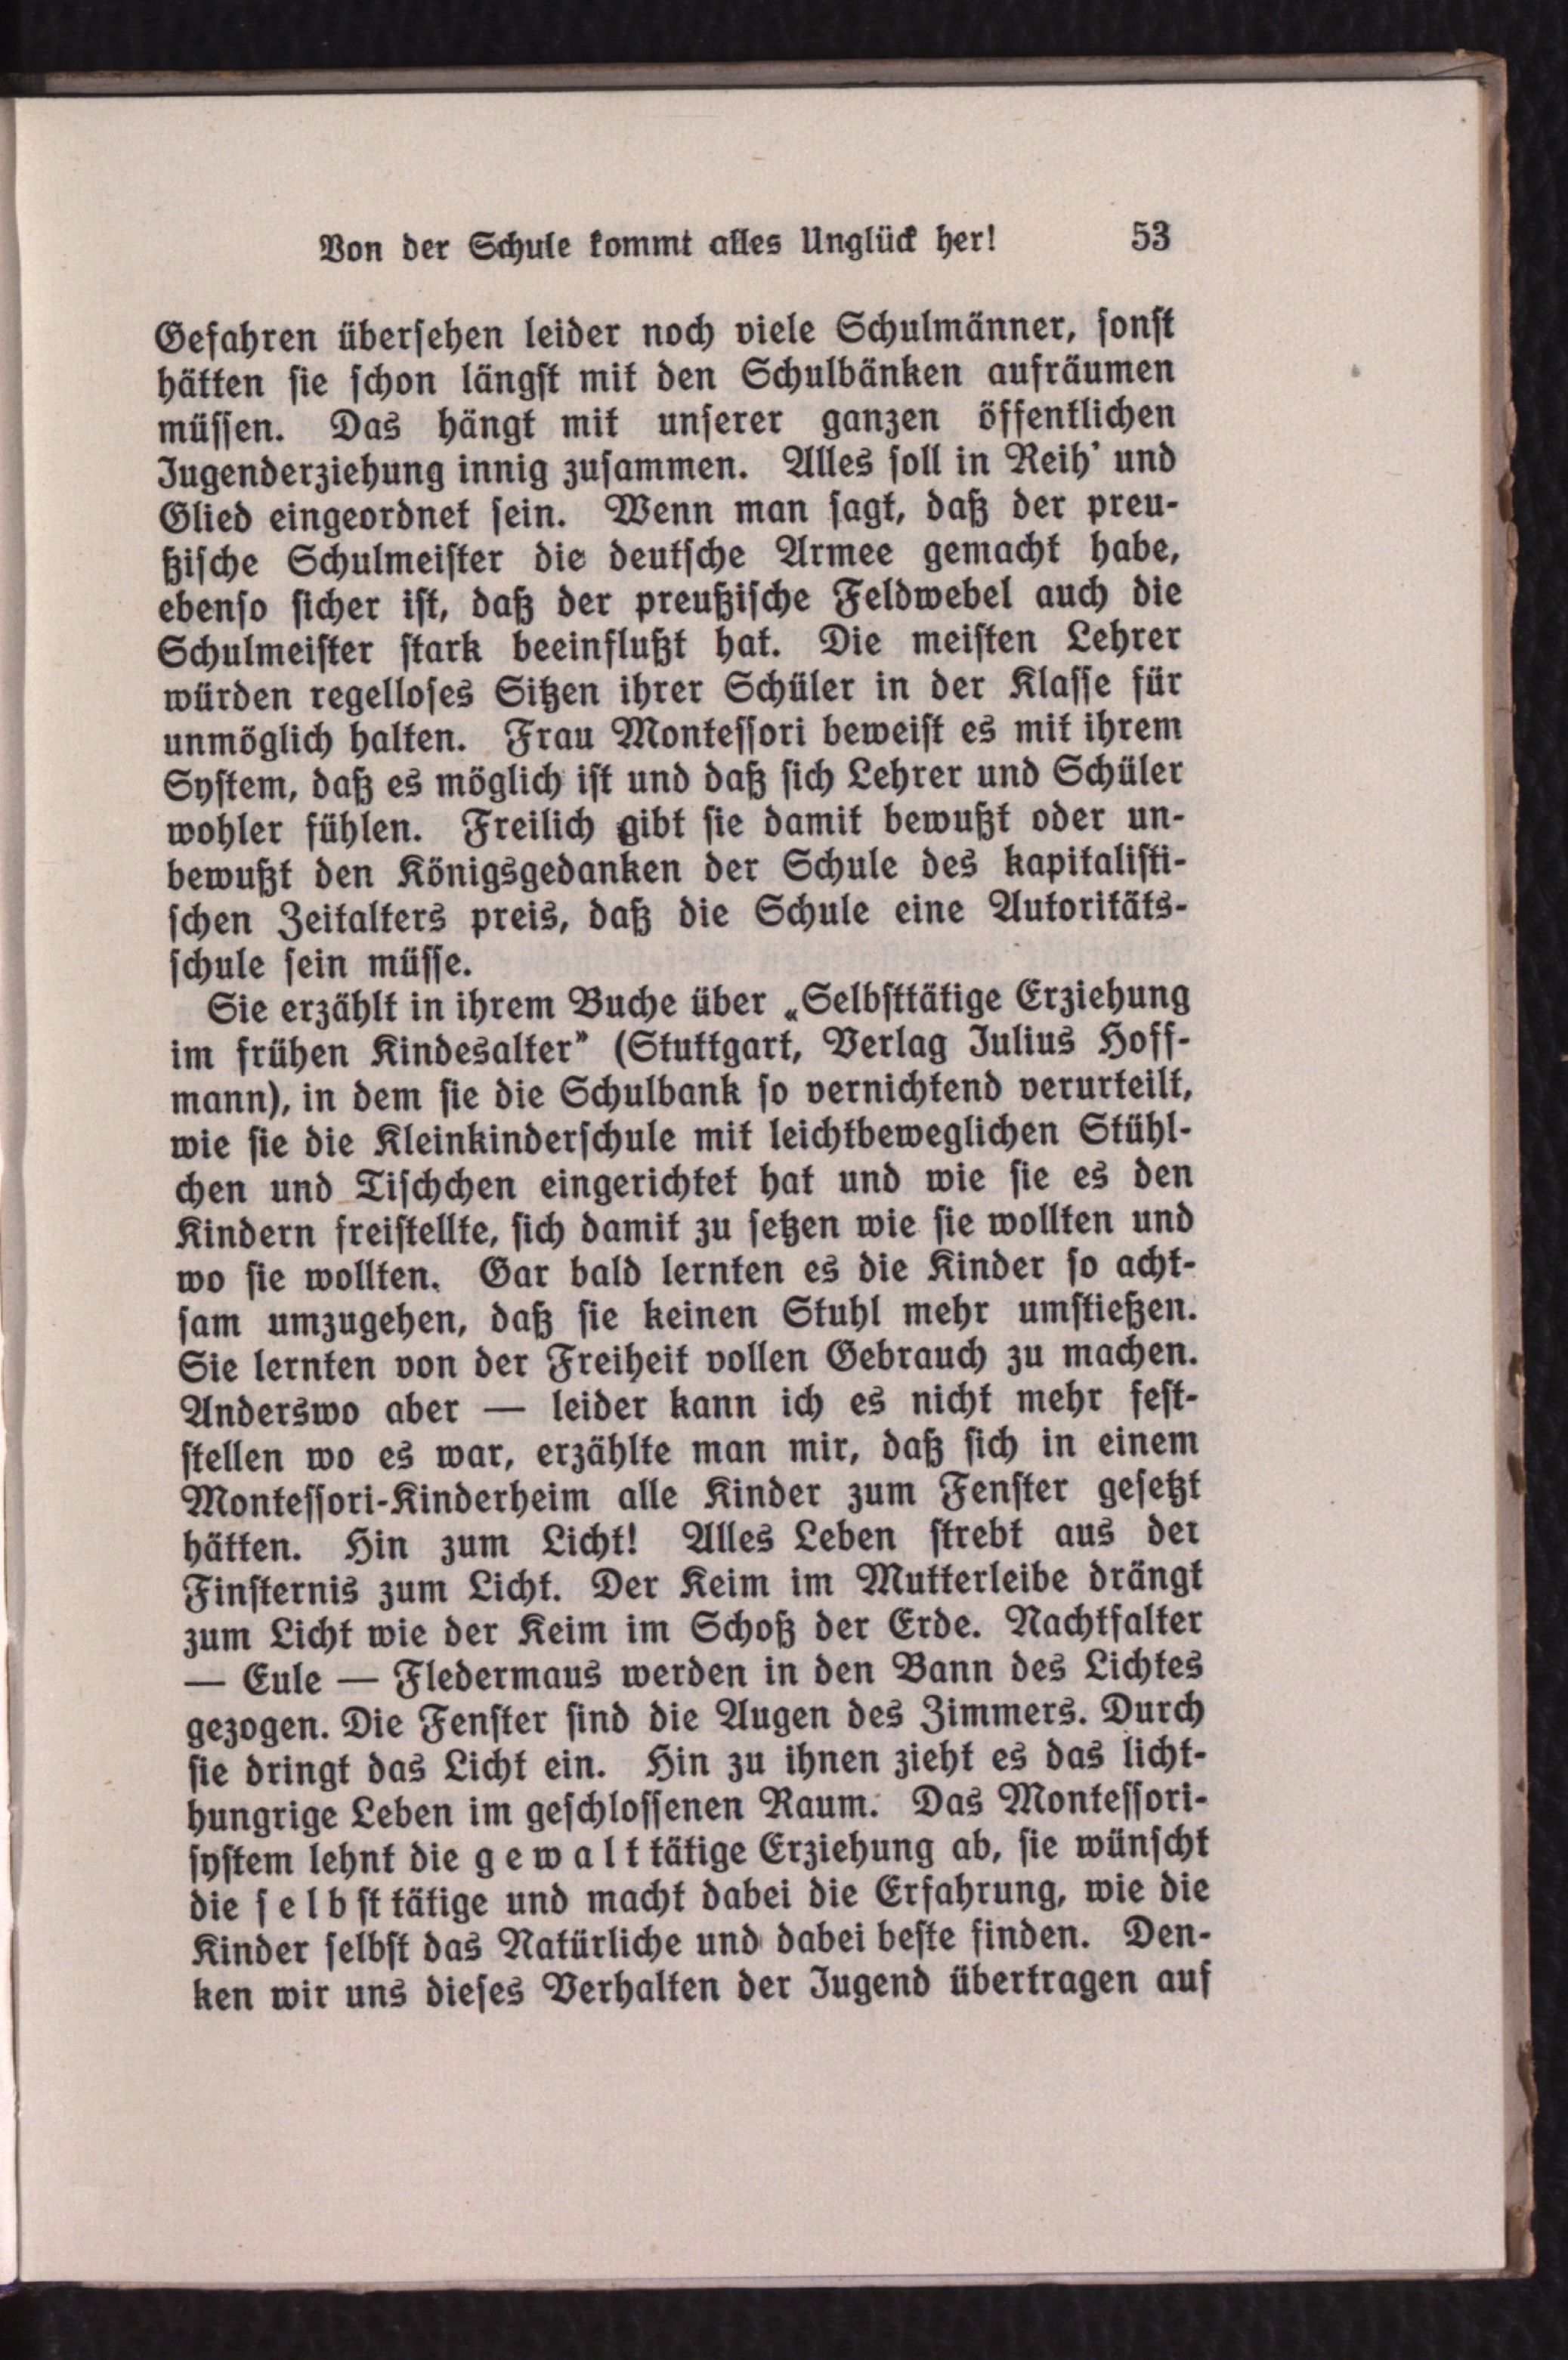 Von der Schule kommt alles Unglück her! 53
Gefahren übersehen leider noch viele Schulmänner, sonst
hätten sie schon längst mit den Schulbänken aufräumen
müssen. Das hängt mit unserer ganzen öffentlichen
Jugenderziehung innig zusammen. Alles soll in Reih' und
Glied eingeordnet sein. Wenn man sagt, daß der preu-
ßische Schulmeister die deutsche Armee gemacht habe,
ebenso sicher ist, daß der preußische Feldwebel auch die
Schulmeister stark beeinflußt hat. Die meisten Lehrer
würden regelloses Sitzen ihrer Schüler in der Klasse für
unmöglich halten. Frau Montessori beweist es mit ihrem
System, daß es möglich ist und daß sich Lehrer und Schüler
wohler fühlen. Freilich gibt sie damit bewußt oder un-
bewußt den Königsgedanken der Schule des kapitalisti-
schen Zeitalters preis, daß die Schule eine Autoritäts-
schule sein müsse.
Sie erzählt in ihrem Buche über „Selbsttätige Erziehung
im frühen Kindesalter” (Stuttgart, Verlag Julius Hoff-
mann), in dem sie die Schulbank so vernichtend verurteilt,
wie sie die Kleinkinderschule mit leichtbeweglichen Stühl-
chen und Tischchen eingerichtet hat und wie sie es den
Kindern freistellte, sich damit zu setzen wie sie wollten und
wo sie wollten. Gar bald lernten es die Kinder so acht-
sam umzugehen, daß sie keinen Stuhl mehr umstießen.
Sie lernten von der Freiheit vollen Gebrauch zu machen.
Anderswo aber — leider kann ich es nicht mehr fest-
stellen wo es war, erzählte man mir, daß sich in einem
Montessori-Kinderheim alle Kinder zum Fenster gesetzt
hätten. Hin zum Licht! Alles Leben strebt aus der
Finsternis zum Licht. Der Keim im Mutterleibe drängt
zum Licht wie der Keim im Schoß der Erde. Nachtfalter
— Eule — Fledermaus werden in den Bann des Lichtes
gezogen. Die Fenster sind die Augen des Zimmers. Durch
sie dringt das Licht ein. Hin zu ihnen zieht es das licht-
hungrige Leben im geschlossenen Raum. Das Montessori-
system lehnt die gewalttätige Erziehung ab, sie wünscht
die selbsttätige und macht dabei die Erfahrung, wie die
Kinder selbst das Natürliche und dabei beste finden. Den-
ken wir uns dieses Verhalten der Jugend übertragen auf